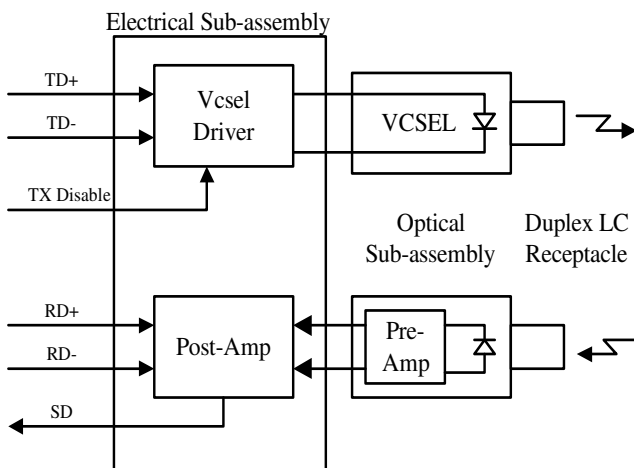 Electrical Sub-assembly
TD+
TD-
TX Disable
Vcsel
Driver
VCSEL
Optical
Sub-assembly
Duplex LC
Receptacle
RD+
RD-
SD
Post-Amp
Pre-
Amp